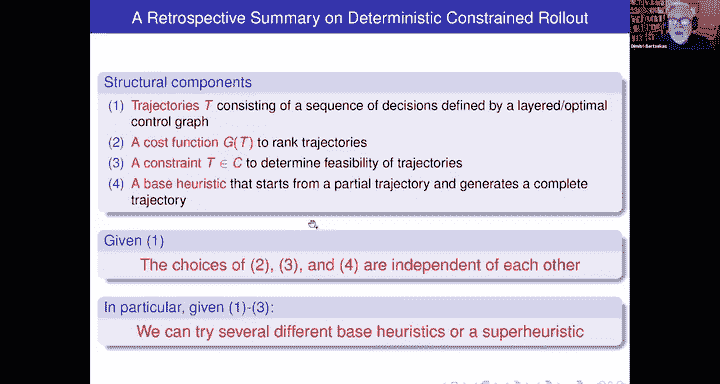 A Retrospective Summary on Deterministic Constrained Rollout
Dimitri Bertsekas
Structural components
(1) Trajectories T consisting of a sequence of decisions defined by a layered/optimal
control graph
(2) A cost function G(T) to rank trajectories
(3) A constraint T ∈ C to determine feasibility of trajectories
(4) A base heuristic that starts from a partial trajectory and generates a complete
trajectory
Given (1)
The choices of (2), (3), and (4) are independent of each other
In particular, given (1)-(3):
We can try several different base heuristics or a superheuristic